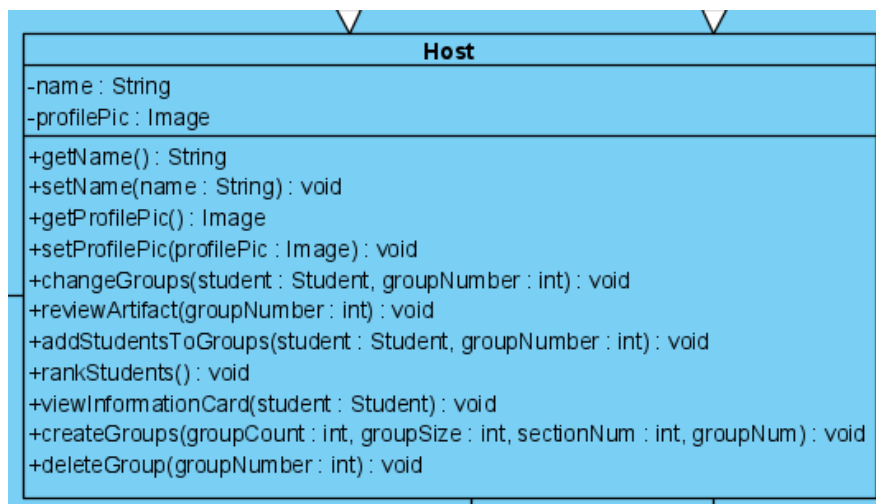 Host
-name : String
-profilePic : Image
+getName() : String
+setName(name : String) : void
+getProfilePic() : Image
+setProfilePic(profilePic : Image) : void
+changeGroups(student : Student, groupNumber : int) : void
+reviewArtifact(groupNumber : int) : void
+addStudentsToGroups(student : Student, groupNumber : int) : void
+rankStudents() : void
+viewInformationCard(student : Student) : void
+createGroups(groupCount : int, groupSize : int, sectionNum : int, groupNum) : void
+deleteGroup(groupNumber : int) : void